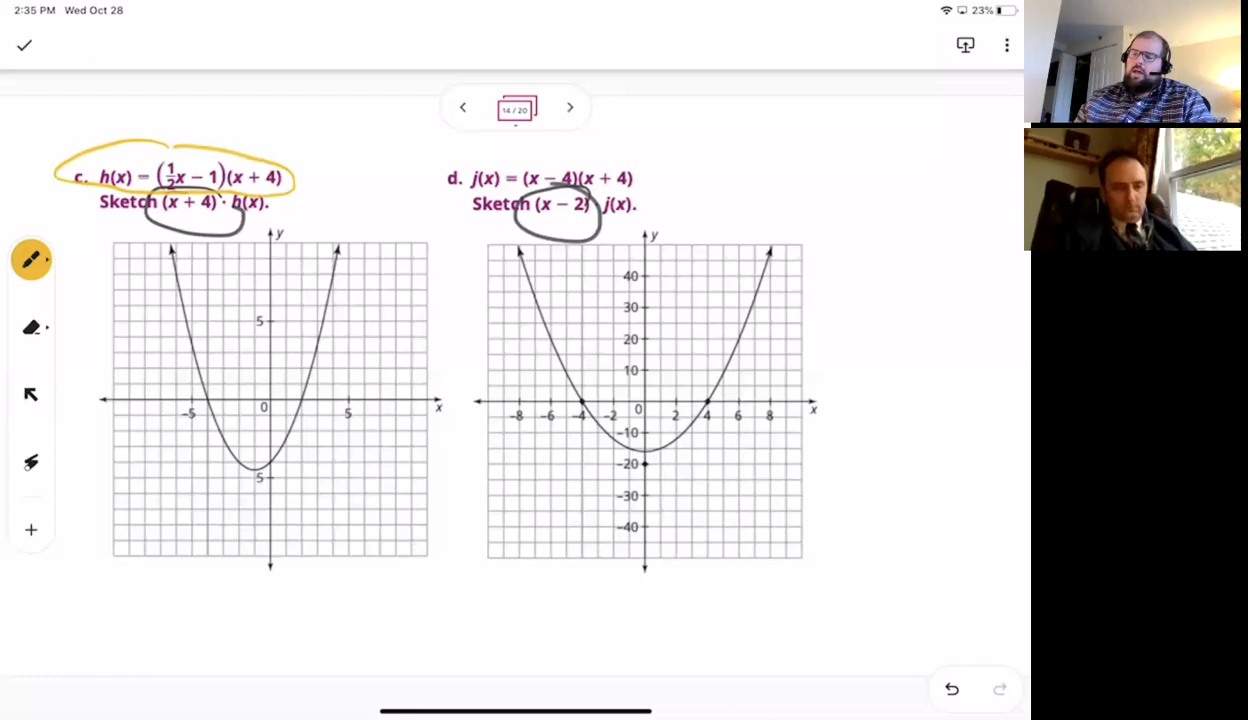 2:35 PM Wed Oct 28
23%
14 / 20
c. h(x) = (1/2x − 1)(x + 4)
Sketch (x + 4) · h(x).
d. j(x) = (x − 4)(x + 4)
Sketch (x − 2) j(x).
y
5
-5 0 5 x
5
y
40
30
20
10
-8 -6 -4 -2 0 2 4 6 8 x
-10
-20
-30
-40